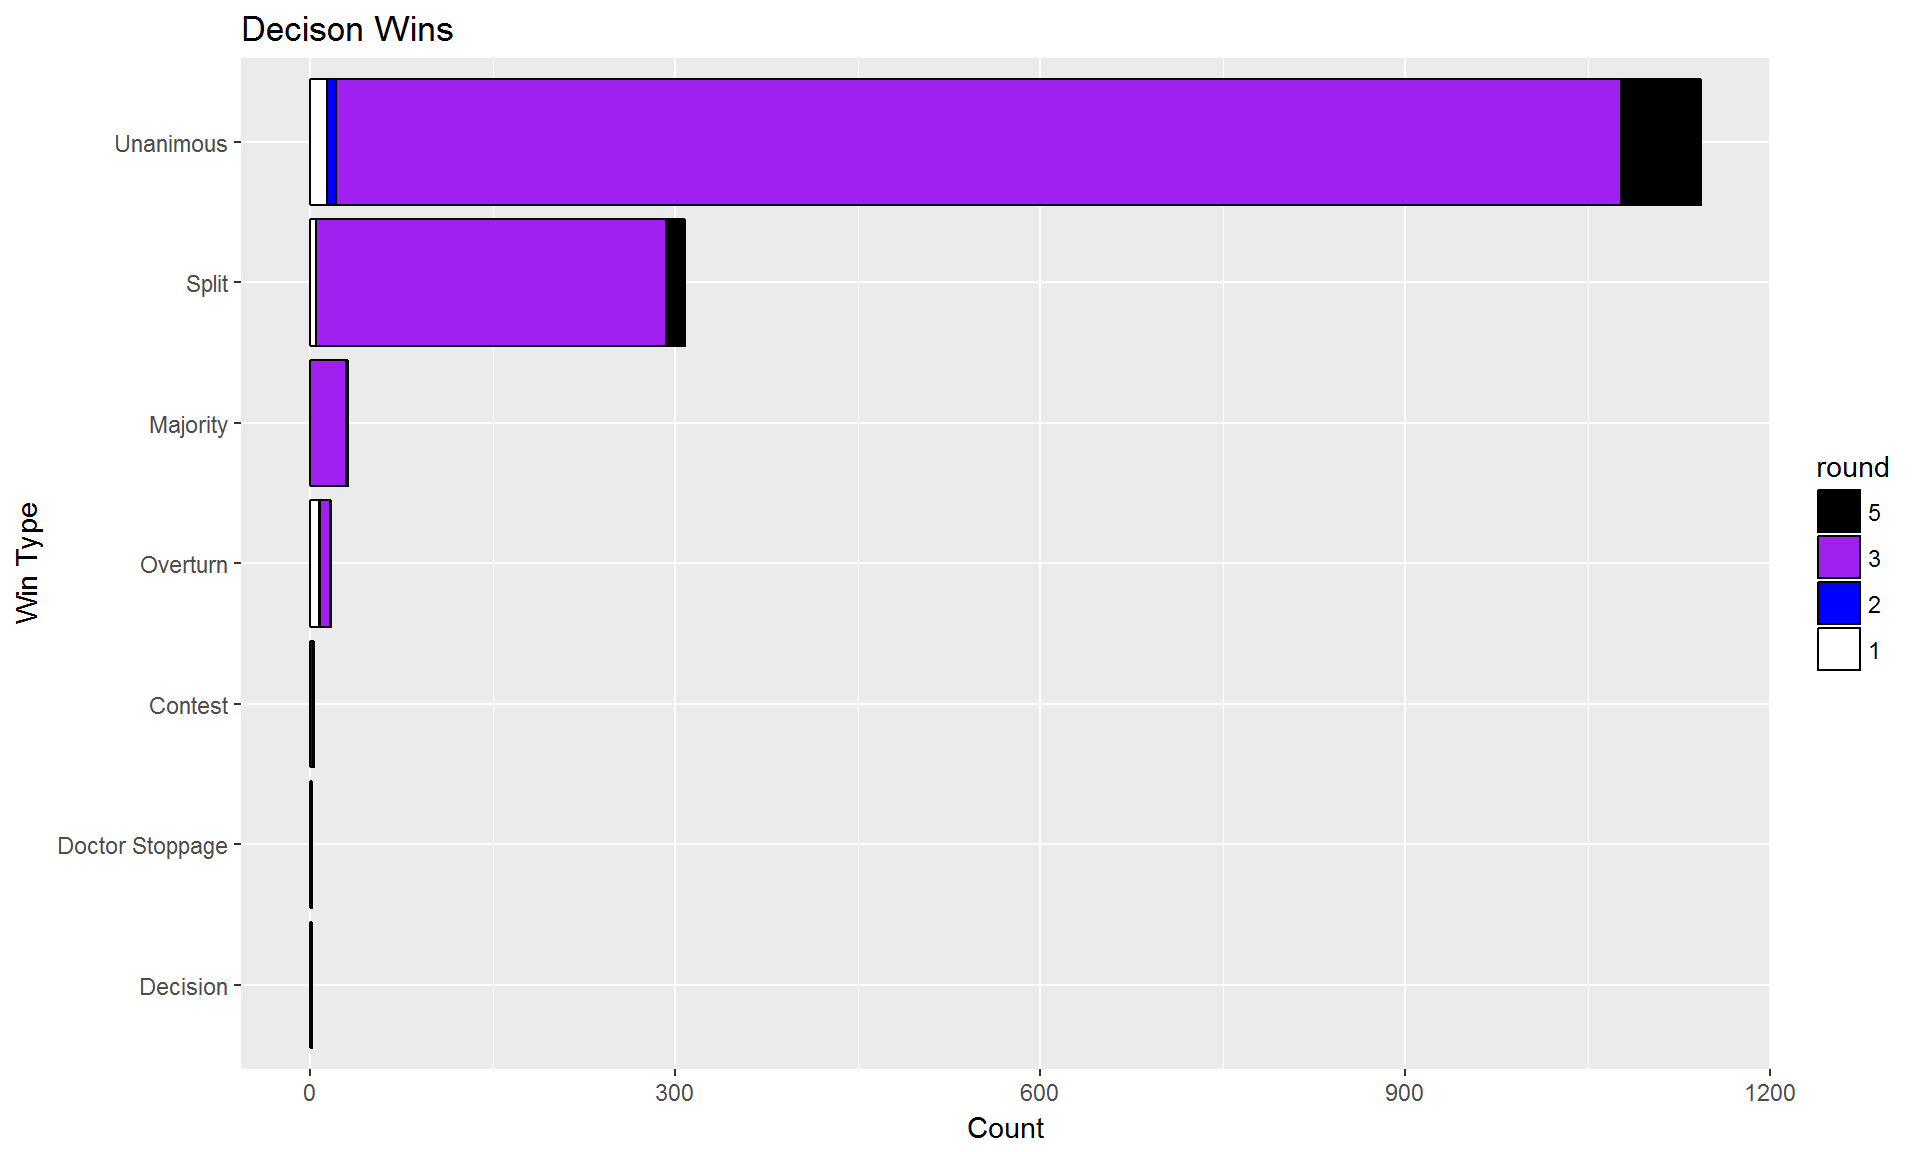 Decison Wins
Unanimous
Split
Majority
Overturn
Contest
Doctor Stoppage
Decision
Win Type
0 300 600 900 1200
Count
round
5
3
2
1